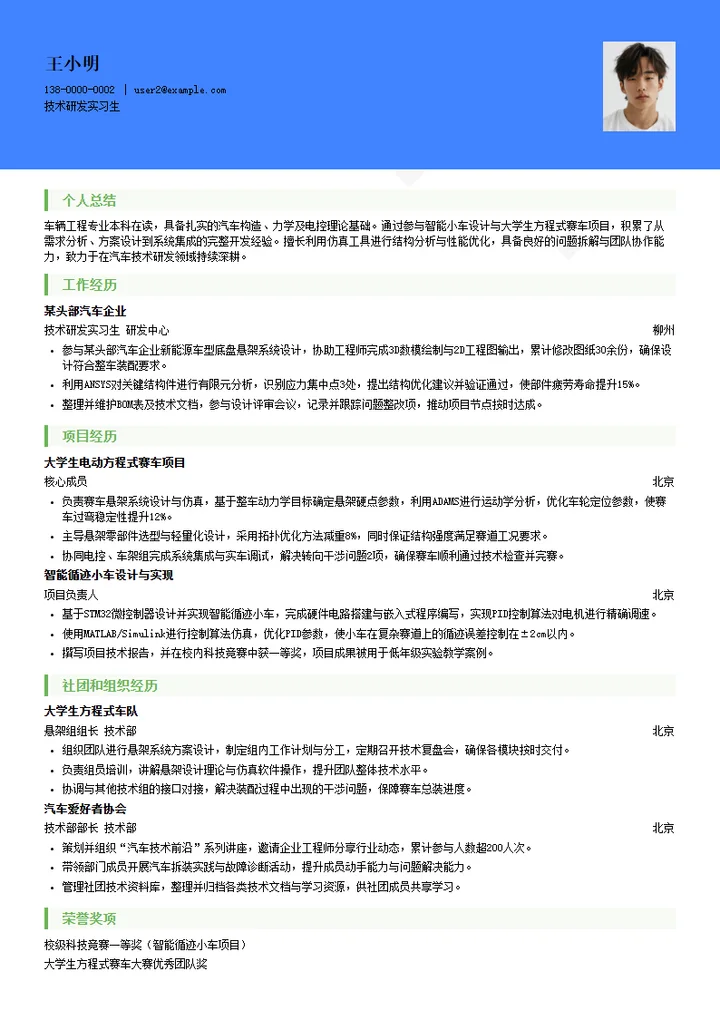 王小明
138-0000-0002 | user2@example.com
技术研发实习生
个人总结
车辆工程专业本科在读，具备扎实的汽车构造、力学及电控理论基础。通过参与智能小车设计与大学生方程式赛车项目，积累了从
需求分析、方案设计到系统集成的完整开发经验。擅长利用仿真工具进行结构分析与性能优化，具备良好的问题拆解与团队协作能
力，致力于在汽车技术研发领域持续深耕。
工作经历
某头部汽车企业
技术研发实习生 研发中心 柳州
• 参与某头部汽车企业新能源车型底盘悬架系统设计，协助工程师完成3D数模绘制与2D工程图输出，累计修改图纸30余份，确保设
计符合整车装配要求。
• 利用ANSYS对关键结构件进行有限元分析，识别应力集中点3处，提出结构优化建议并验证通过，使部件疲劳寿命提升15%。
• 整理并维护BOM表及技术文档，参与设计评审会议，记录并跟踪问题整改项，推动项目节点按时达成。
项目经历
大学生电动方程式赛车项目
核心成员 北京
• 负责赛车悬架系统设计与仿真，基于整车动力学目标确定悬架硬点参数，利用ADAMS进行运动学分析，优化车轮定位参数，使赛
车过弯稳定性提升12%。
• 主导悬架零部件选型与轻量化设计，采用拓扑优化方法减重8%，同时保证结构强度满足赛道工况要求。
• 协同电控、车架组完成系统集成与实车调试，解决转向干涉问题2项，确保赛车顺利通过技术检查并完赛。
智能循迹小车设计与实现
项目负责人 北京
• 基于STM32微控制器设计并实现智能循迹小车，完成硬件电路搭建与嵌入式程序编写，实现PID控制算法对电机进行精确调速。
• 使用MATLAB/Simulink进行控制算法仿真，优化PID参数，使小车在复杂赛道上的循迹误差控制在±2cm以内。
• 撰写项目技术报告，并在校内科技竞赛中获一等奖，项目成果被用于低年级实验教学案例。
社团和组织经历
大学生方程式车队
悬架组组长 技术部 北京
• 组织团队进行悬架系统方案设计，制定组内工作计划与分工，定期召开技术复盘会，确保各模块按时交付。
• 负责组员培训，讲解悬架设计理论与仿真软件操作，提升团队整体技术水平。
• 协调与其他技术组的接口对接，解决装配过程中出现的干涉问题，保障赛车总装进度。
汽车爱好者协会
技术部部长 技术部 北京
• 策划并组织“汽车技术前沿”系列讲座，邀请企业工程师分享行业动态，累计参与人数超200人次。
• 带领部门成员开展汽车拆装实践与故障诊断活动，提升成员动手能力与问题解决能力。
• 管理社团技术资料库，整理并归档各类技术文档与学习资源，供社团成员共享学习。
荣誉奖项
校级科技竞赛一等奖（智能循迹小车项目）
大学生方程式赛车大赛优秀团队奖